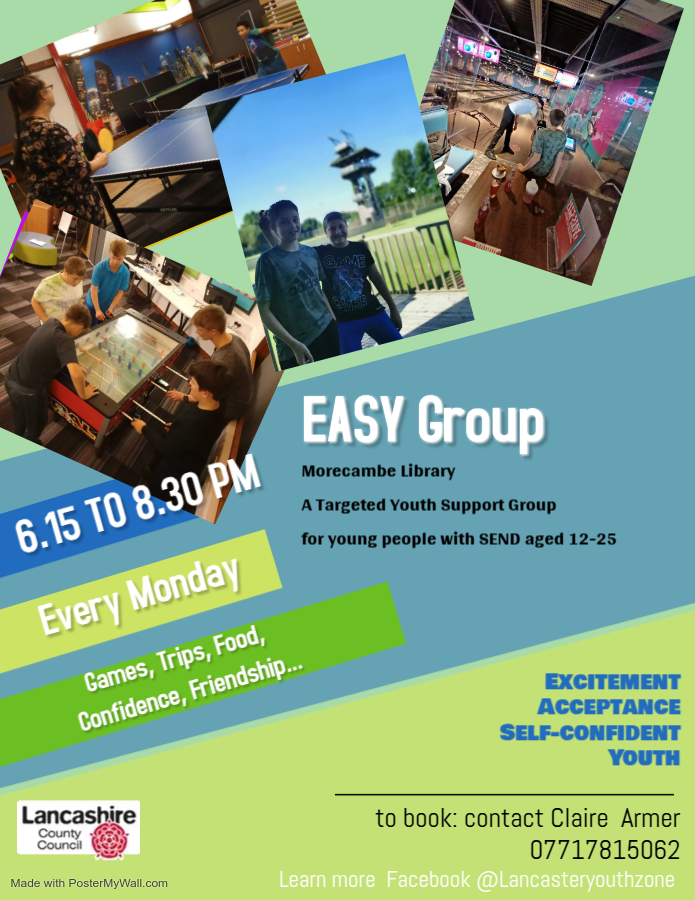 EASY Group
Morecambe Library
A Targeted Youth Support Group
for young people with SEND aged 12-25
6.15 TO 8.30 PM
Every Monday
Games, Trips, Food,
Confidence, Friendship...
EXCITEMENT
ACCEPTANCE
SELF-CONFIDENT
YOUTH
to book: contact Claire Armer
07717815062
Learn more Facebook @Lancasteryouthzone
Lancashire
County
Council
Made with PosterMyWall.com
GAME
OVER